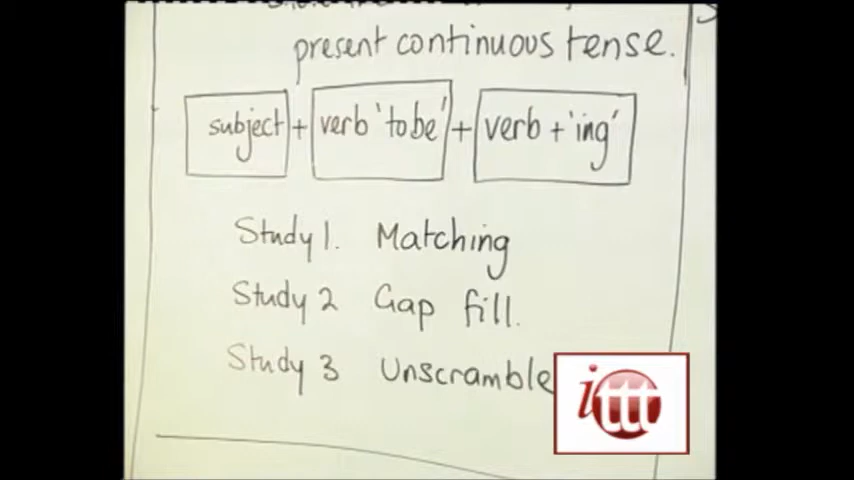 present continuous tense.
subject + verb 'to be' + verb + 'ing'
Study 1. Matching
Study 2 Gap fill.
Study 3 Unscramble
ittt